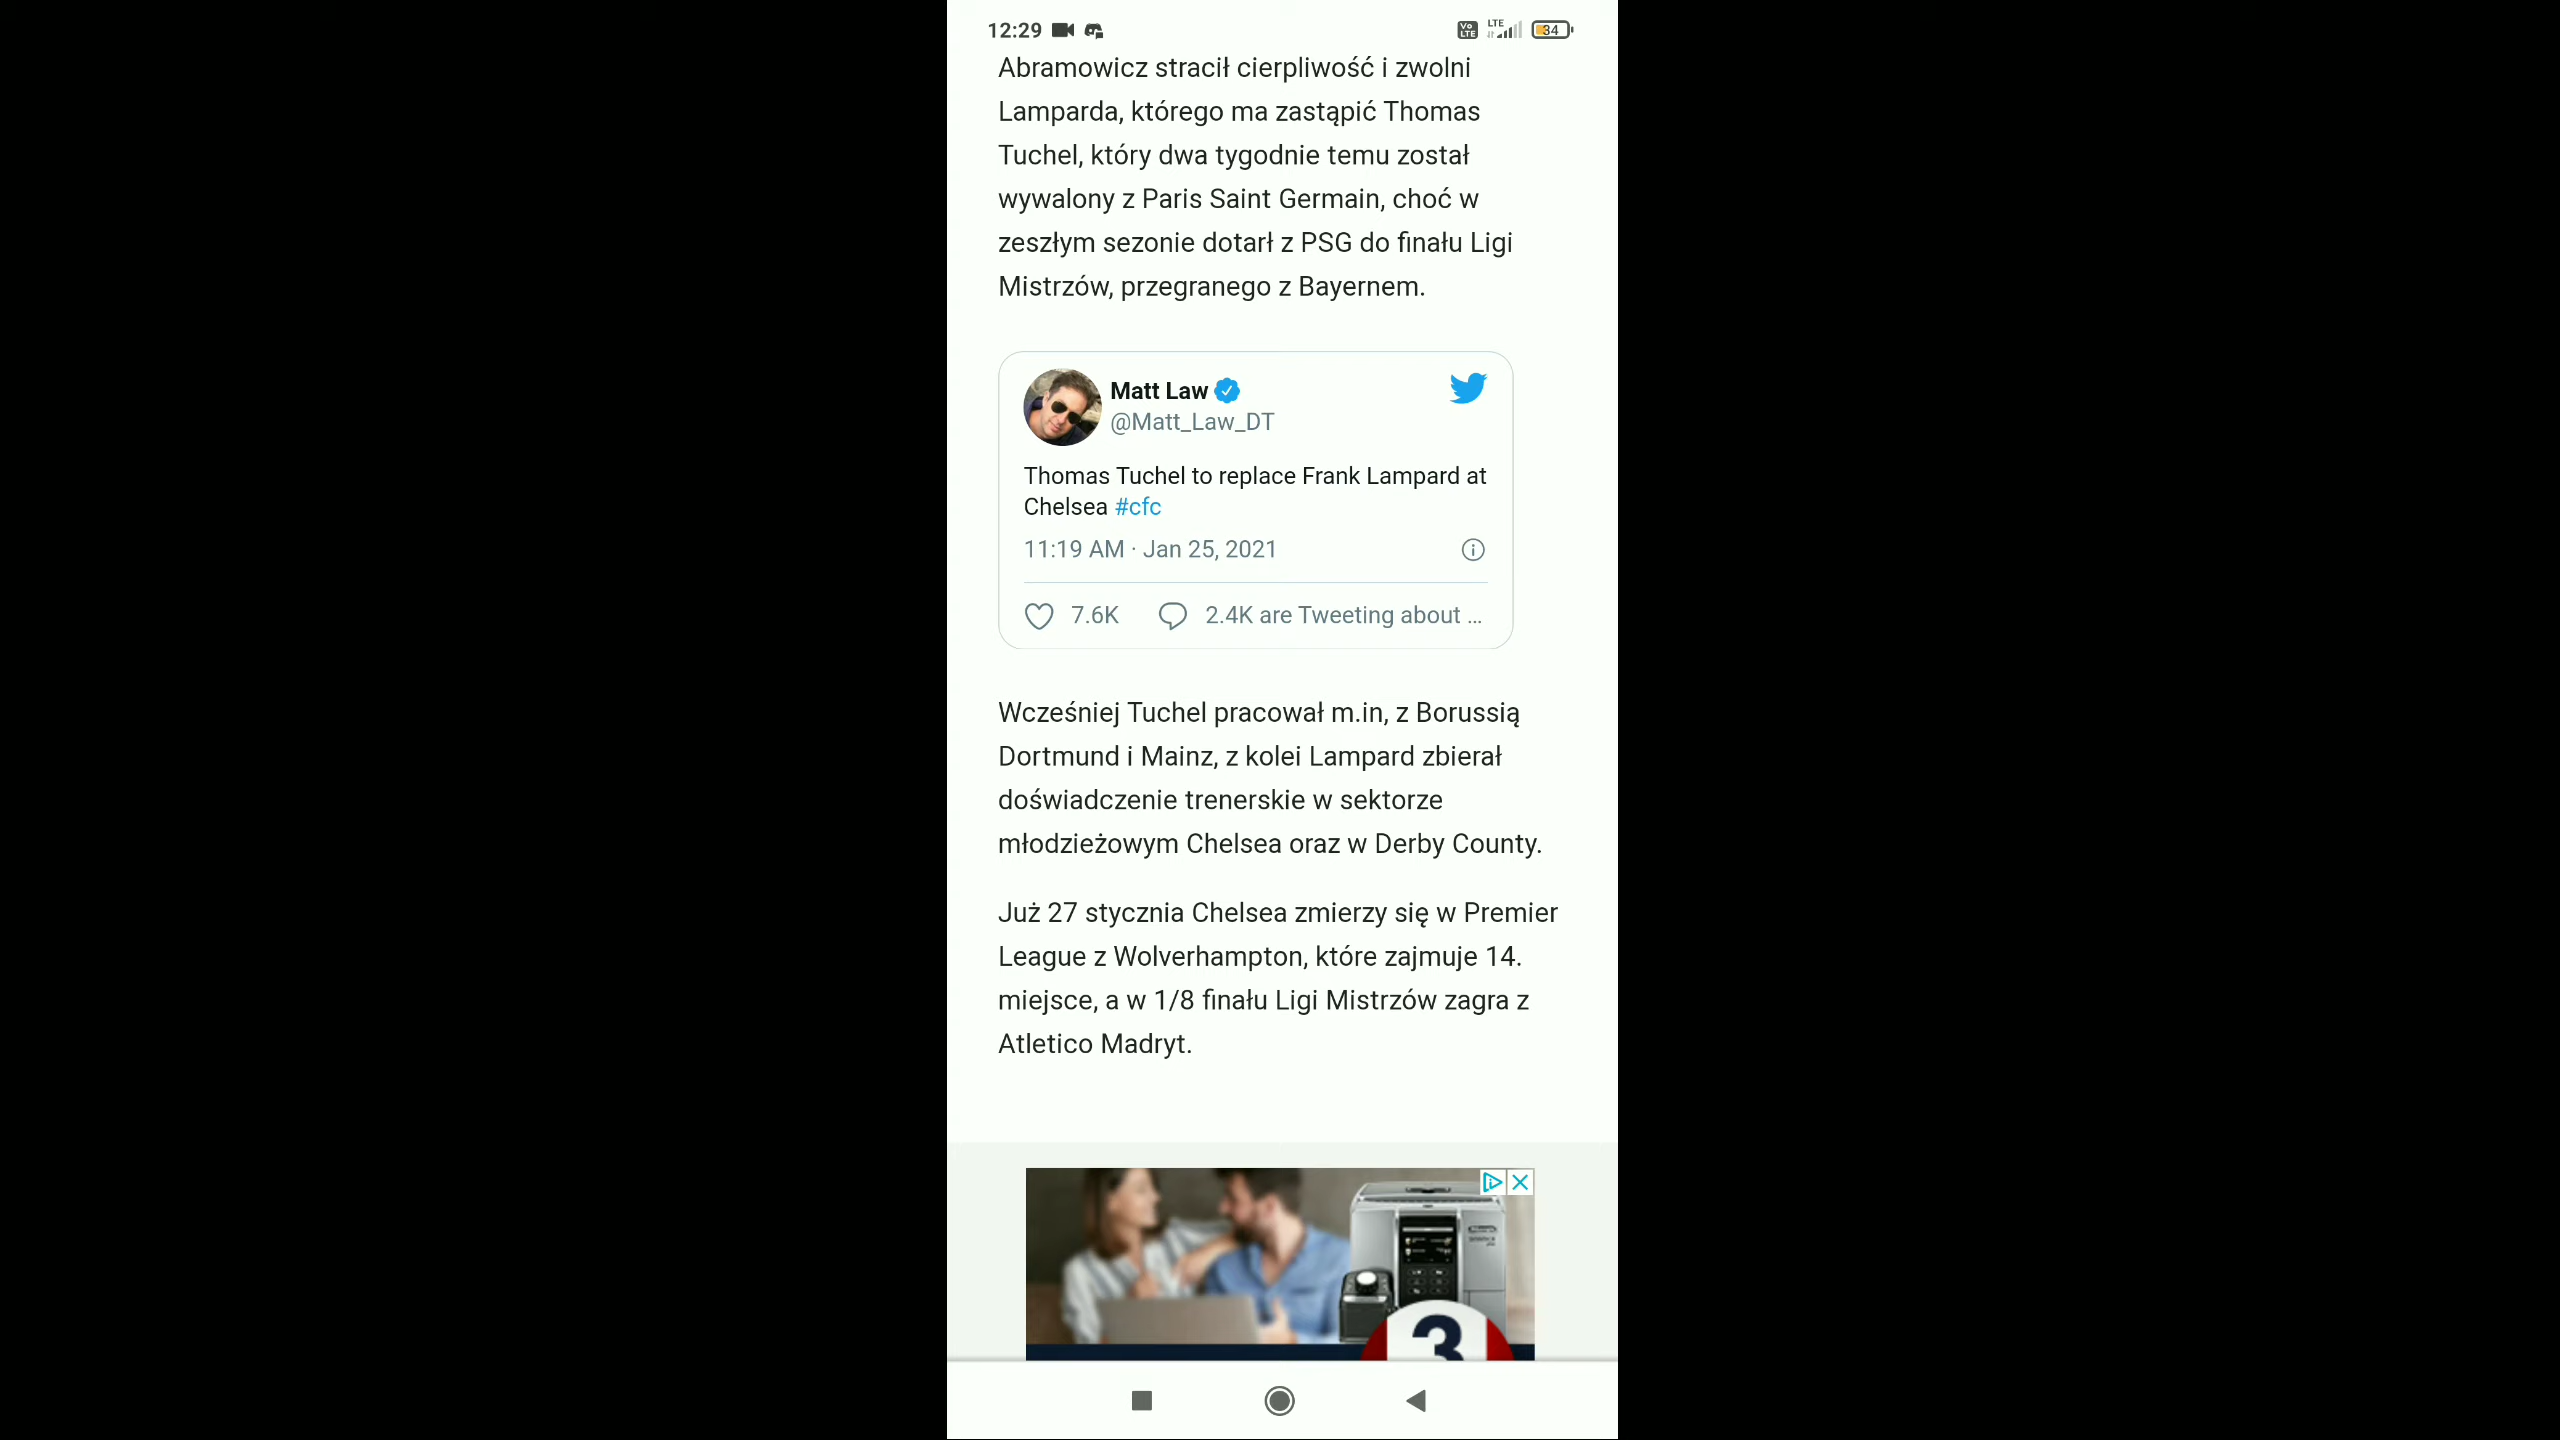 12:29
Vo LTE
LTE
34
Abramowicz stracił cierpliwość i zwolni
Lamparda, którego ma zastąpić Thomas
Tuchel, który dwa tygodnie temu został
wywalony z Paris Saint Germain, choć w
zeszłym sezonie dotarł z PSG do finału Ligi
Mistrzów, przegranego z Bayernem.
Matt Law
@Matt_Law_DT
Thomas Tuchel to replace Frank Lampard at
Chelsea #cfc
11:19 AM · Jan 25, 2021
7.6K 2.4K are Tweeting about ...
Wcześniej Tuchel pracował m.in, z Borussią
Dortmund i Mainz, z kolei Lampard zbierał
doświadczenie trenerskie w sektorze
młodzieżowym Chelsea oraz w Derby County.
Już 27 stycznia Chelsea zmierzy się w Premier
League z Wolverhampton, które zajmuje 14.
miejsce, a w 1/8 finału Ligi Mistrzów zagra z
Atletico Madryt.
3